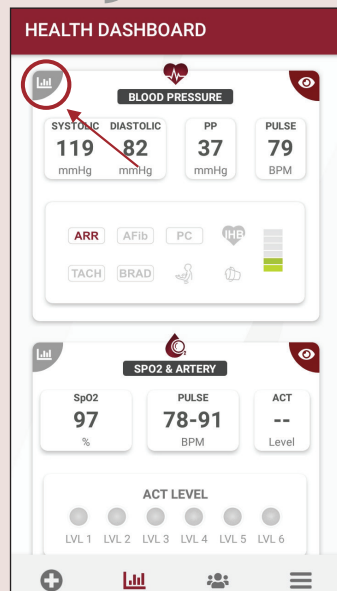 HEALTH DASHBOARD
BLOOD PRESSURE
SYSTOLIC DIASTOLIC PP PULSE
119 82 37 79
mmHg mmHg mmHg BPM
ARR AFib PC IHB
TACH BRAD
2
SPO2 & ARTERY
SpO2 PULSE ACT
97 78-91 --
% BPM Level
ACT LEVEL
LVL 1 LVL 2 LVL 3 LVL 4 LVL 5 LVL 6